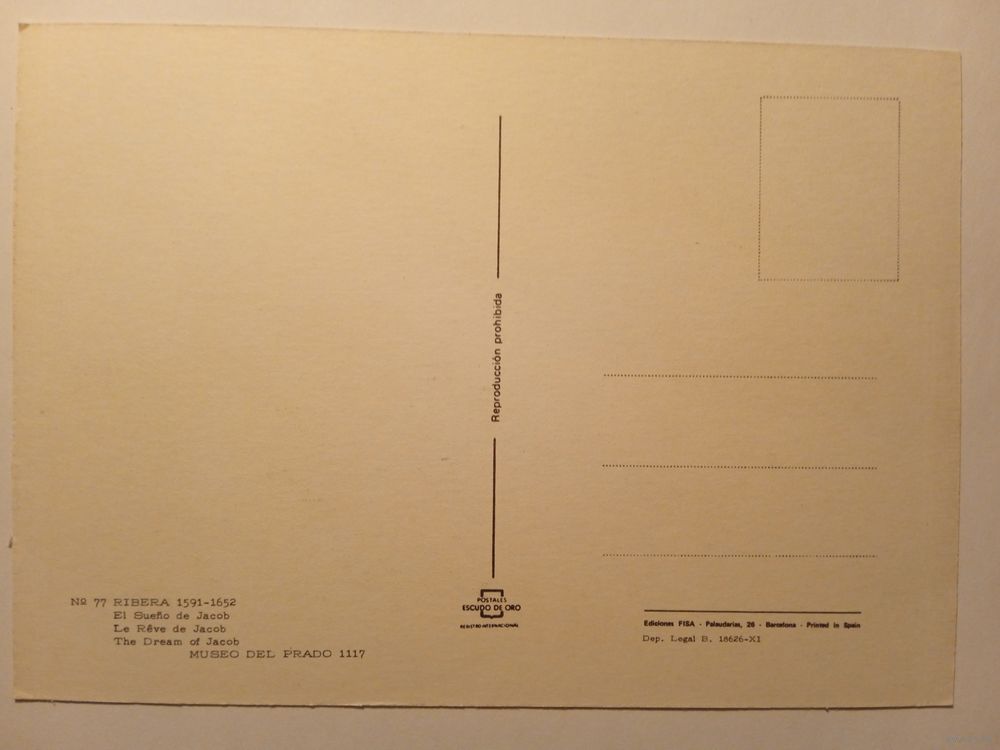 Reproducción prohibida
Nº 77 RIBERA 1591-1652
El Sueño de Jacob
Le Rêve de Jacob
The Dream of Jacob
MUSEO DEL PRADO 1117
POSTALES
ESCUDO DE ORO
REGISTRO INTERNACIONAL
Ediciones FISA - Palaudarias, 26 - Barcelona - Printed in Spain
Dep. Legal B. 18626-XI